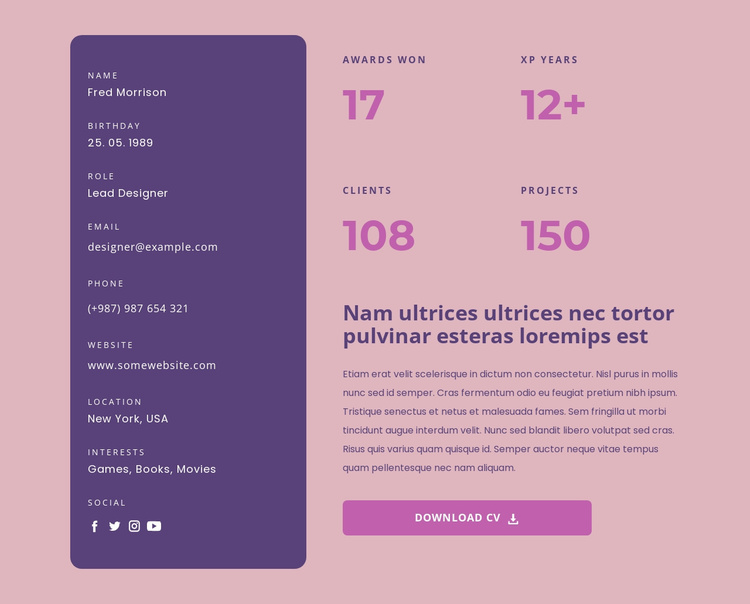 NAME
Fred Morrison
BIRTHDAY
25. 05. 1989
ROLE
Lead Designer
EMAIL
designer@example.com
PHONE
(+987) 987 654 321
WEBSITE
www.somewebsite.com
LOCATION
New York, USA
INTERESTS
Games, Books, Movies
SOCIAL
AWARDS WON
17
XP YEARS
12+
CLIENTS
108
PROJECTS
150
Nam ultrices ultrices nec tortor
pulvinar esteras loremips est
Etiam erat velit scelerisque in dictum non consectetur. Nisl purus in mollis
nunc sed id semper. Cras fermentum odio eu feugiat pretium nibh ipsum.
Tristique senectus et netus et malesuada fames. Sem fringilla ut morbi
tincidunt augue interdum velit. Nunc sed blandit libero volutpat sed cras.
Risus quis varius quam quisque id. Semper auctor neque vitae tempus
quam pellentesque nec nam aliquam.
DOWNLOAD CV